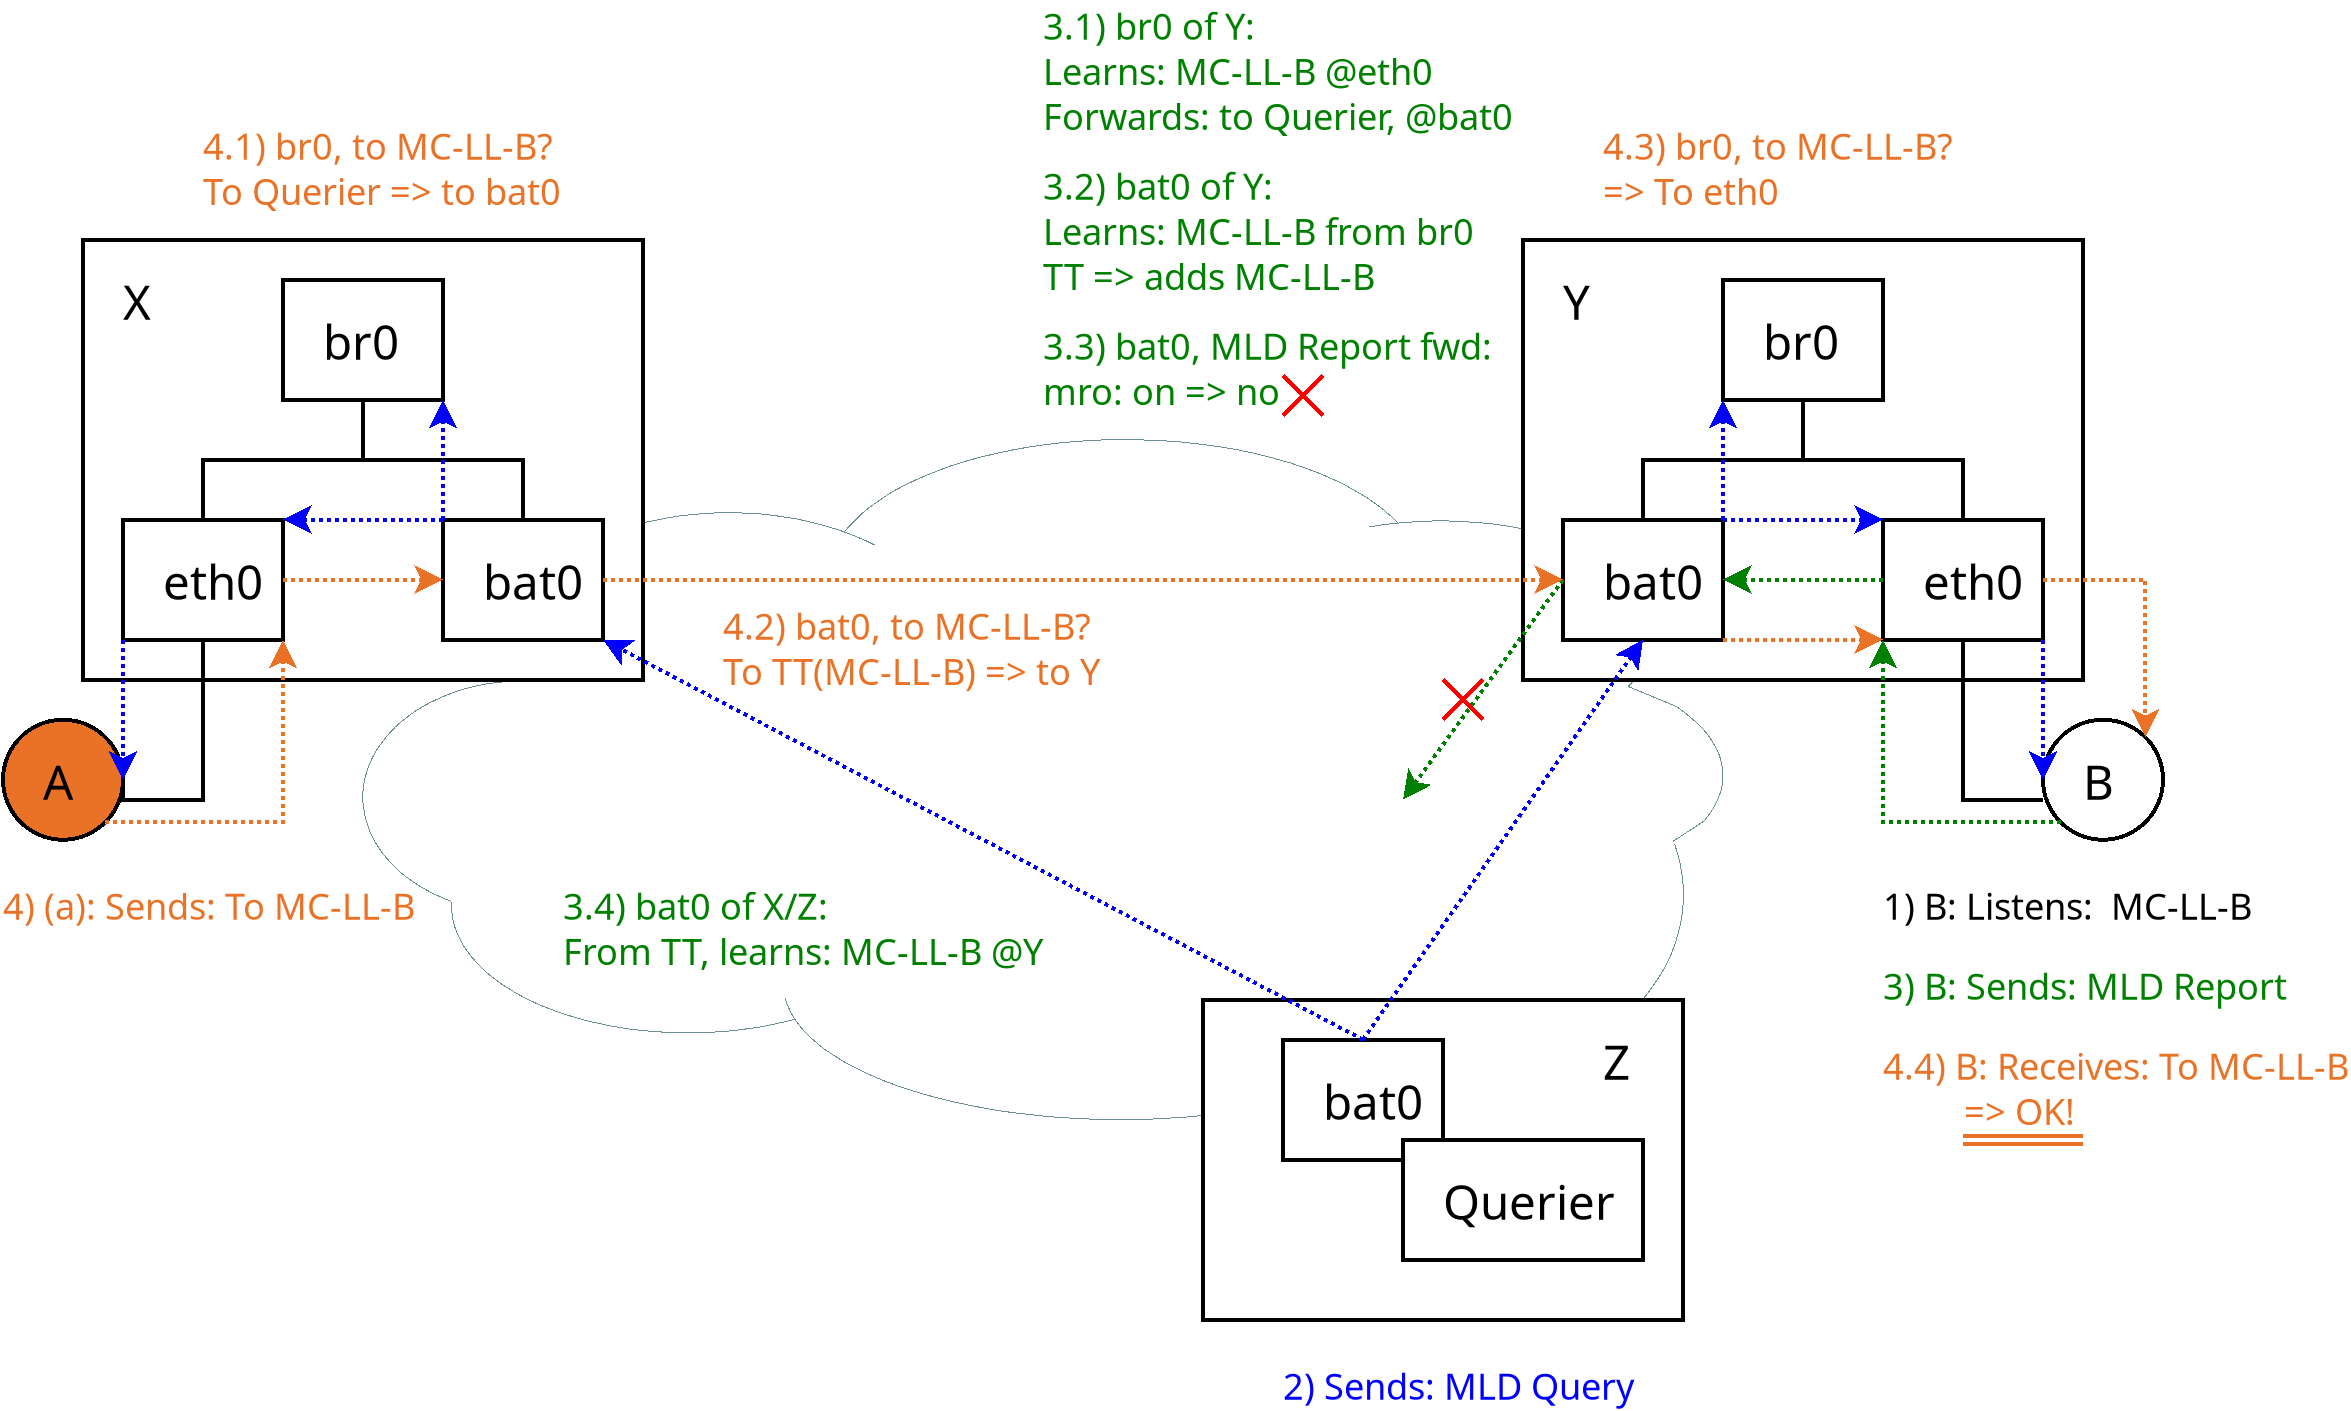 3.1) br0 of Y:
Learns: MC-LL-B @eth0
Forwards: to Querier, @bat0
4.1) br0, to MC-LL-B?
To Querier => to bat0
3.2) bat0 of Y:
Learns: MC-LL-B from br0
TT => adds MC-LL-B
4.3) br0, to MC-LL-B?
=> To eth0
3.3) bat0, MLD Report fwd:
mro: on => no
X
br0
eth0
bat0
Y
br0
bat0
eth0
4.2) bat0, to MC-LL-B?
To TT(MC-LL-B) => to Y
A
B
4) (a): Sends: To MC-LL-B
3.4) bat0 of X/Z:
From TT, learns: MC-LL-B @Y
1) B: Listens:  MC-LL-B
3) B: Sends: MLD Report
4.4) B: Receives: To MC-LL-B
=> OK!
Z
bat0
Querier
2) Sends: MLD Query